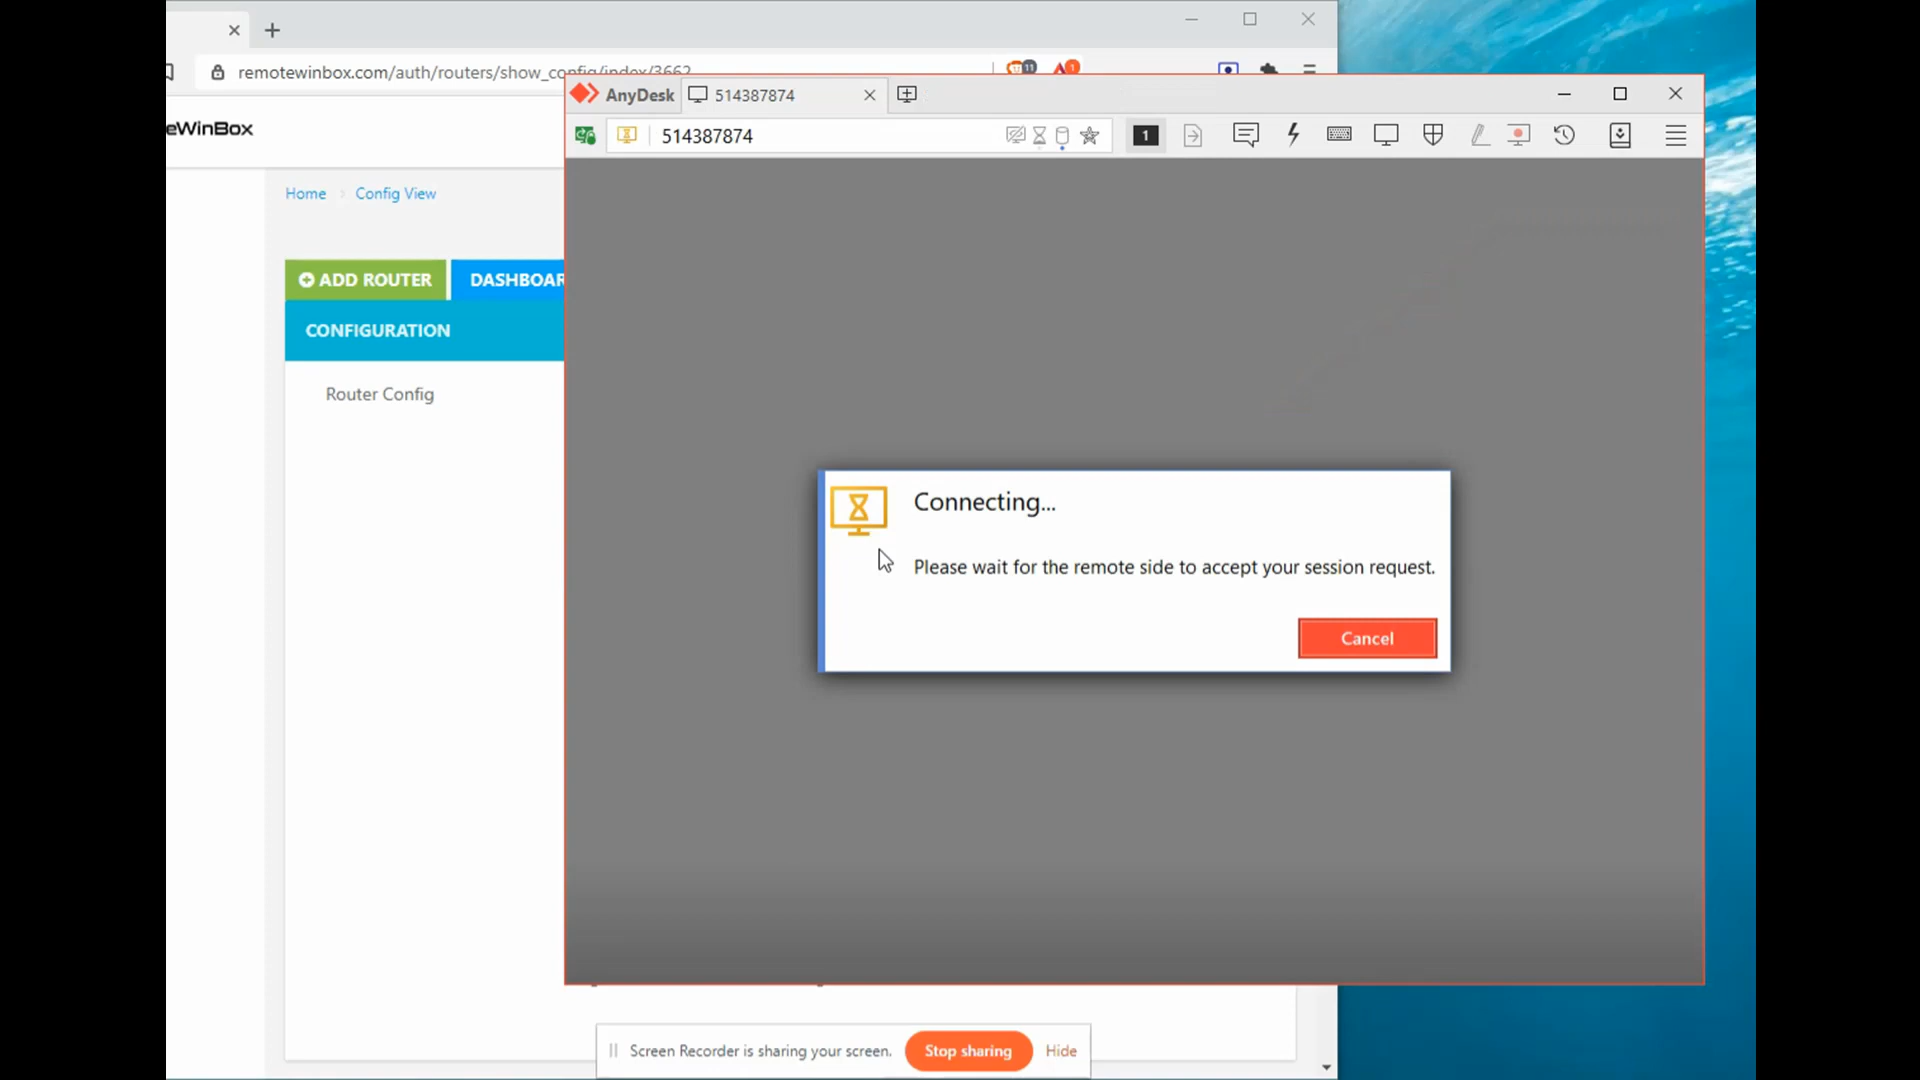 remotewinbox.com/auth/routers/show_config/index/3662
11
1
eWinBox
Home
Config View
ADD ROUTER
DASHBOAR
CONFIGURATION
Router Config
AnyDesk
514387874
514387874
1
Connecting...
Please wait for the remote side to accept your session request.
Cancel
Screen Recorder is sharing your screen.
Stop sharing
Hide